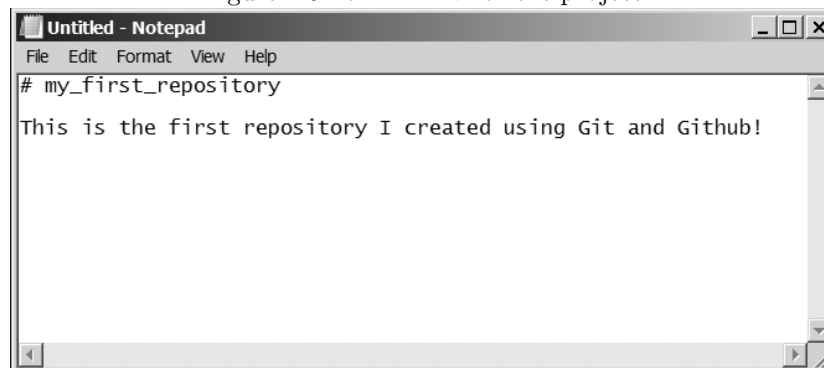 Untitled - Notepad
File Edit Format View Help
# my_first_repository
This is the first repository I created using Git and Github!